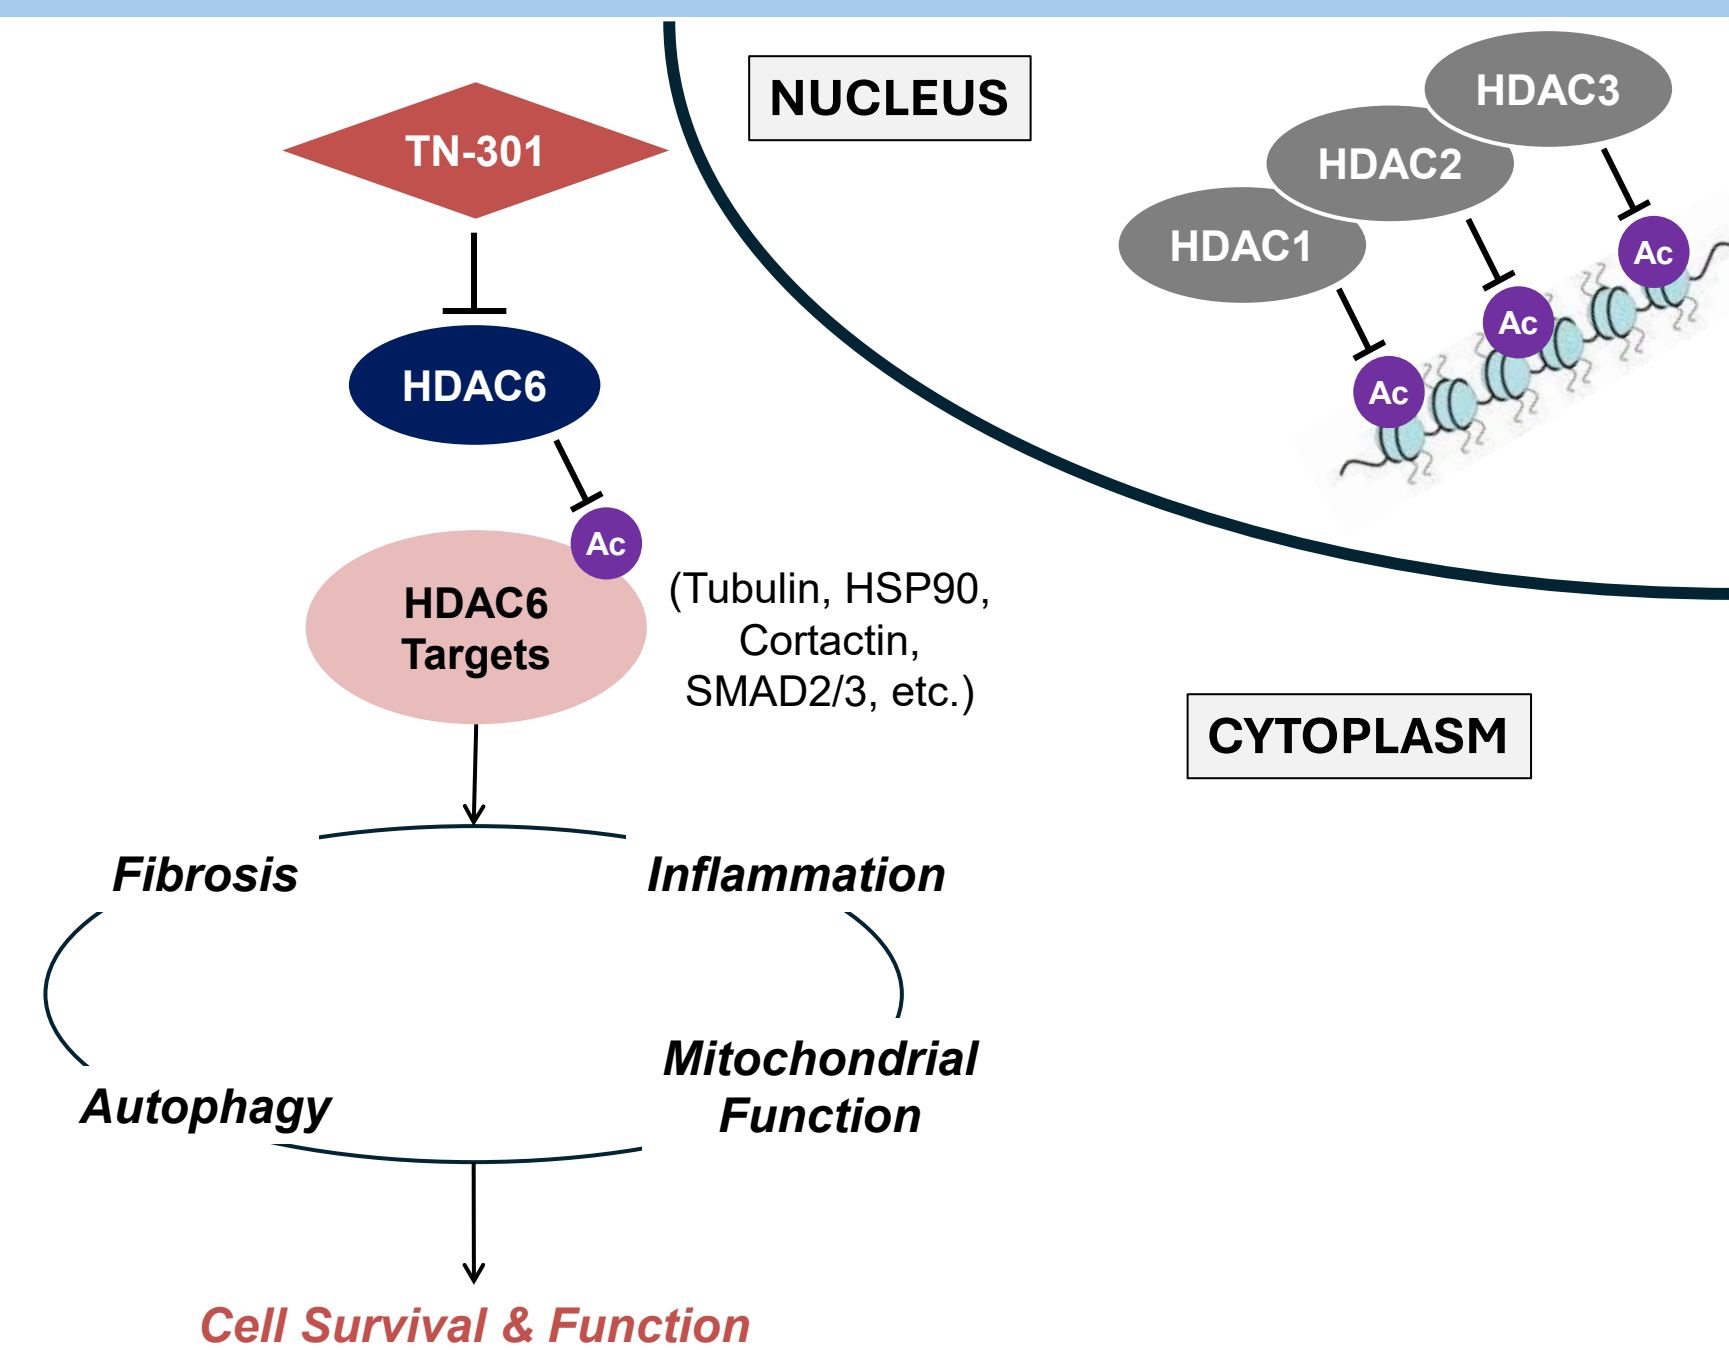 NUCLEUS
HDAC3
HDAC2
HDAC1
Ac
Ac
Ac
TN-301
HDAC6
Ac
HDAC6
Targets
(Tubulin, HSP90,
Cortactin,
SMAD2/3, etc.)
CYTOPLASM
Fibrosis
Inflammation
Autophagy
Mitochondrial
Function
Cell Survival & Function